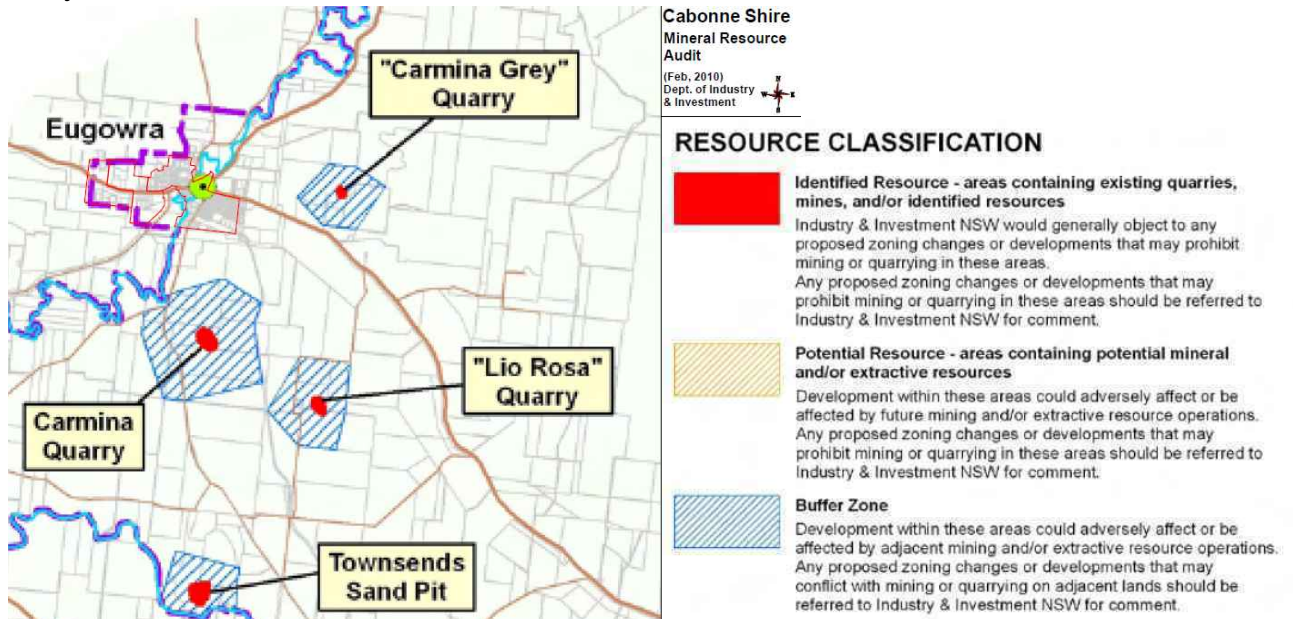 "Carmina Grey"
Quarry
Eugowra
"Lio Rosa"
Quarry
Carmina
Quarry
Townsends
Sand Pit
Cabonne Shire
Mineral Resource
Audit
(Feb, 2010)
Dept. of Industry
& Investment
N
W
E
S
RESOURCE CLASSIFICATION
Identified Resource - areas containing existing quarries,
mines, and/or identified resources
Industry & Investment NSW would generally object to any
proposed zoning changes or developments that may prohibit
mining or quarrying in these areas.
Any proposed zoning changes or developments that may
prohibit mining or quarrying in these areas should be referred to
Industry & Investment NSW for comment.
Potential Resource - areas containing potential mineral
and/or extractive resources
Development within these areas could adversely affect or be
affected by future mining and/or extractive resource operations.
Any proposed zoning changes or developments that may
prohibit mining or quarrying in these areas should be referred to
Industry & Investment NSW for comment.
Buffer Zone
Development within these areas could adversely affect or be
affected by adjacent mining and/or extractive resource operations.
Any proposed zoning changes or developments that may
conflict with mining or quarrying on adjacent lands should be
referred to Industry & Investment NSW for comment.